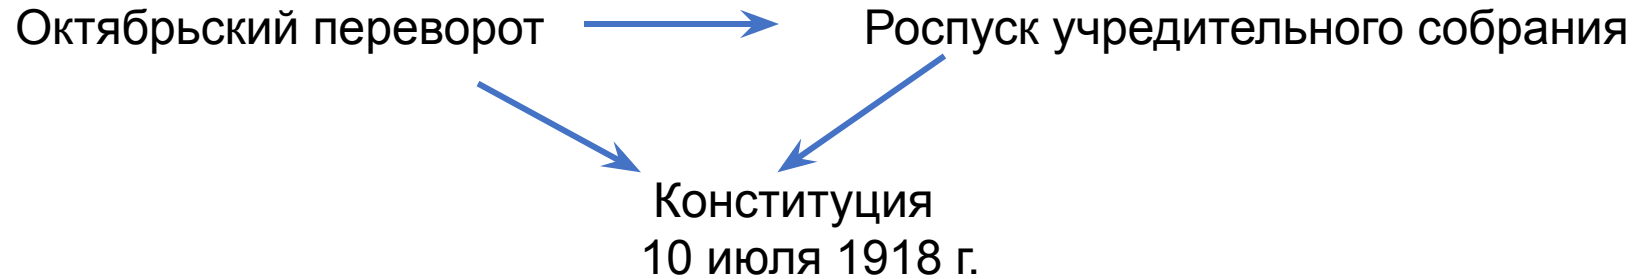 Октябрьский переворот
Роспуск учредительного собрания
Конституция
10 июля 1918 г.